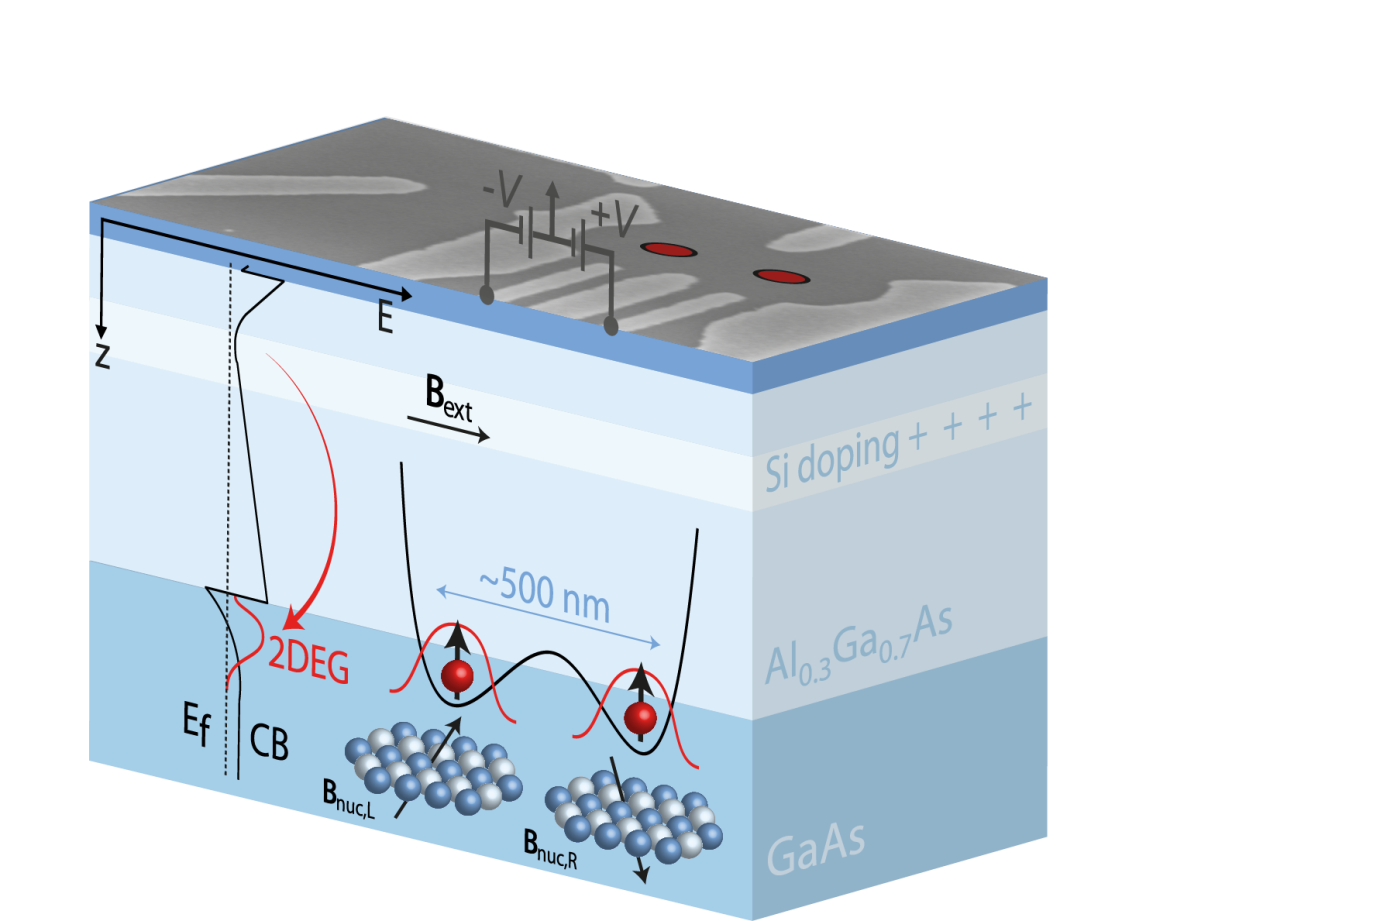 -V
+V
E
z
Bext
Si doping + + + +
~500 nm
Al0.3Ga0.7As
2DEG
Ef
CB
Bnuc,L
Bnuc,R
GaAs